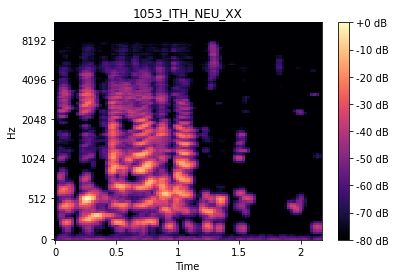 1053_ITH_NEU_XX
Hz
8192
4096
2048
1024
512
0
0
0.5
1
1.5
2
Time
+0 dB
-10 dB
-20 dB
-30 dB
-40 dB
-50 dB
-60 dB
-70 dB
-80 dB